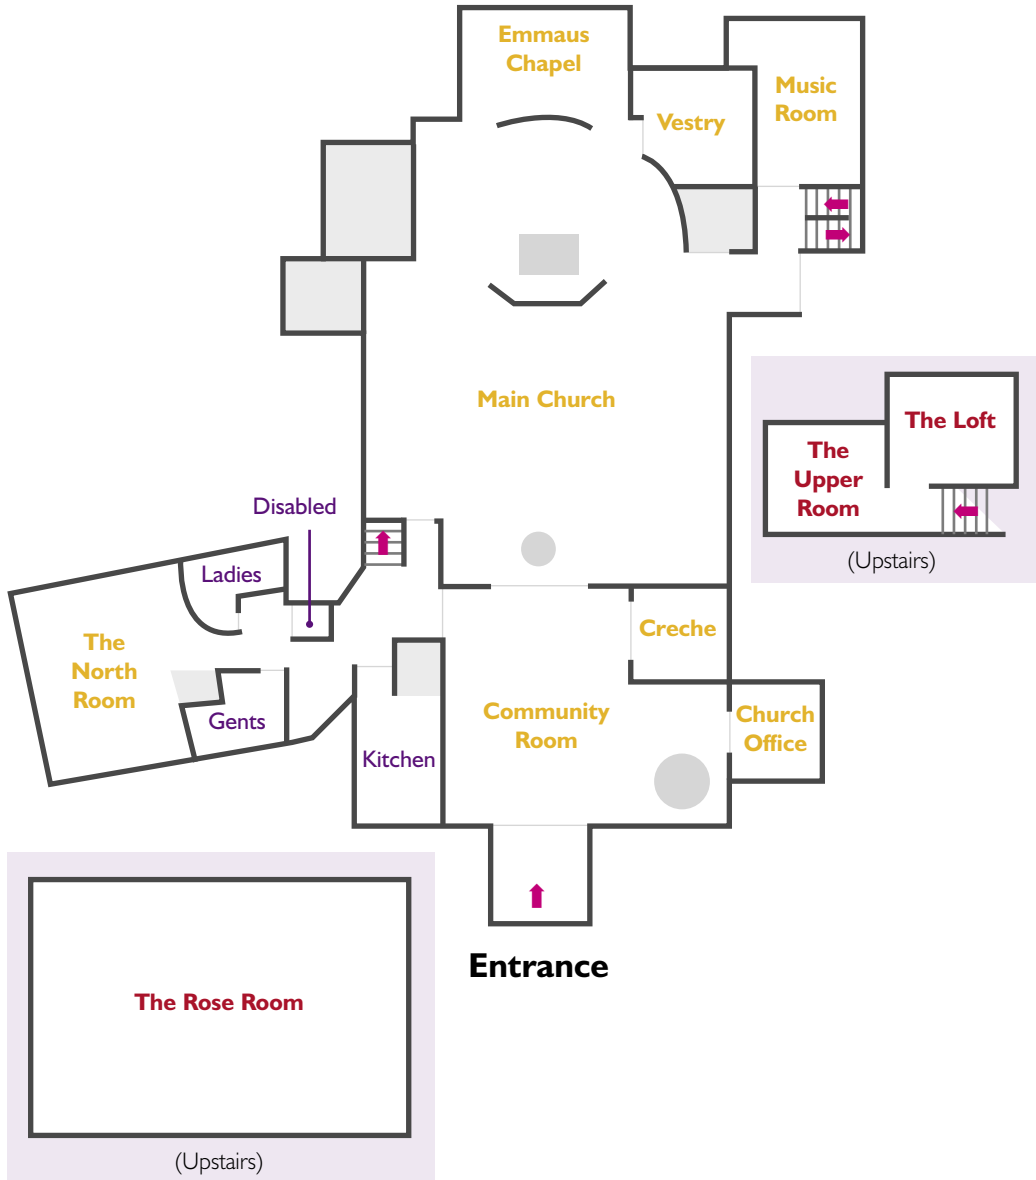 Emmaus
Chapel
Music
Room
Vestry
Main Church
The Loft
The
Upper
Room
(Upstairs)
Disabled
Ladies
The
North
Room
Creche
Gents
Community
Room
Church
Office
Kitchen
Entrance
The Rose Room
(Upstairs)